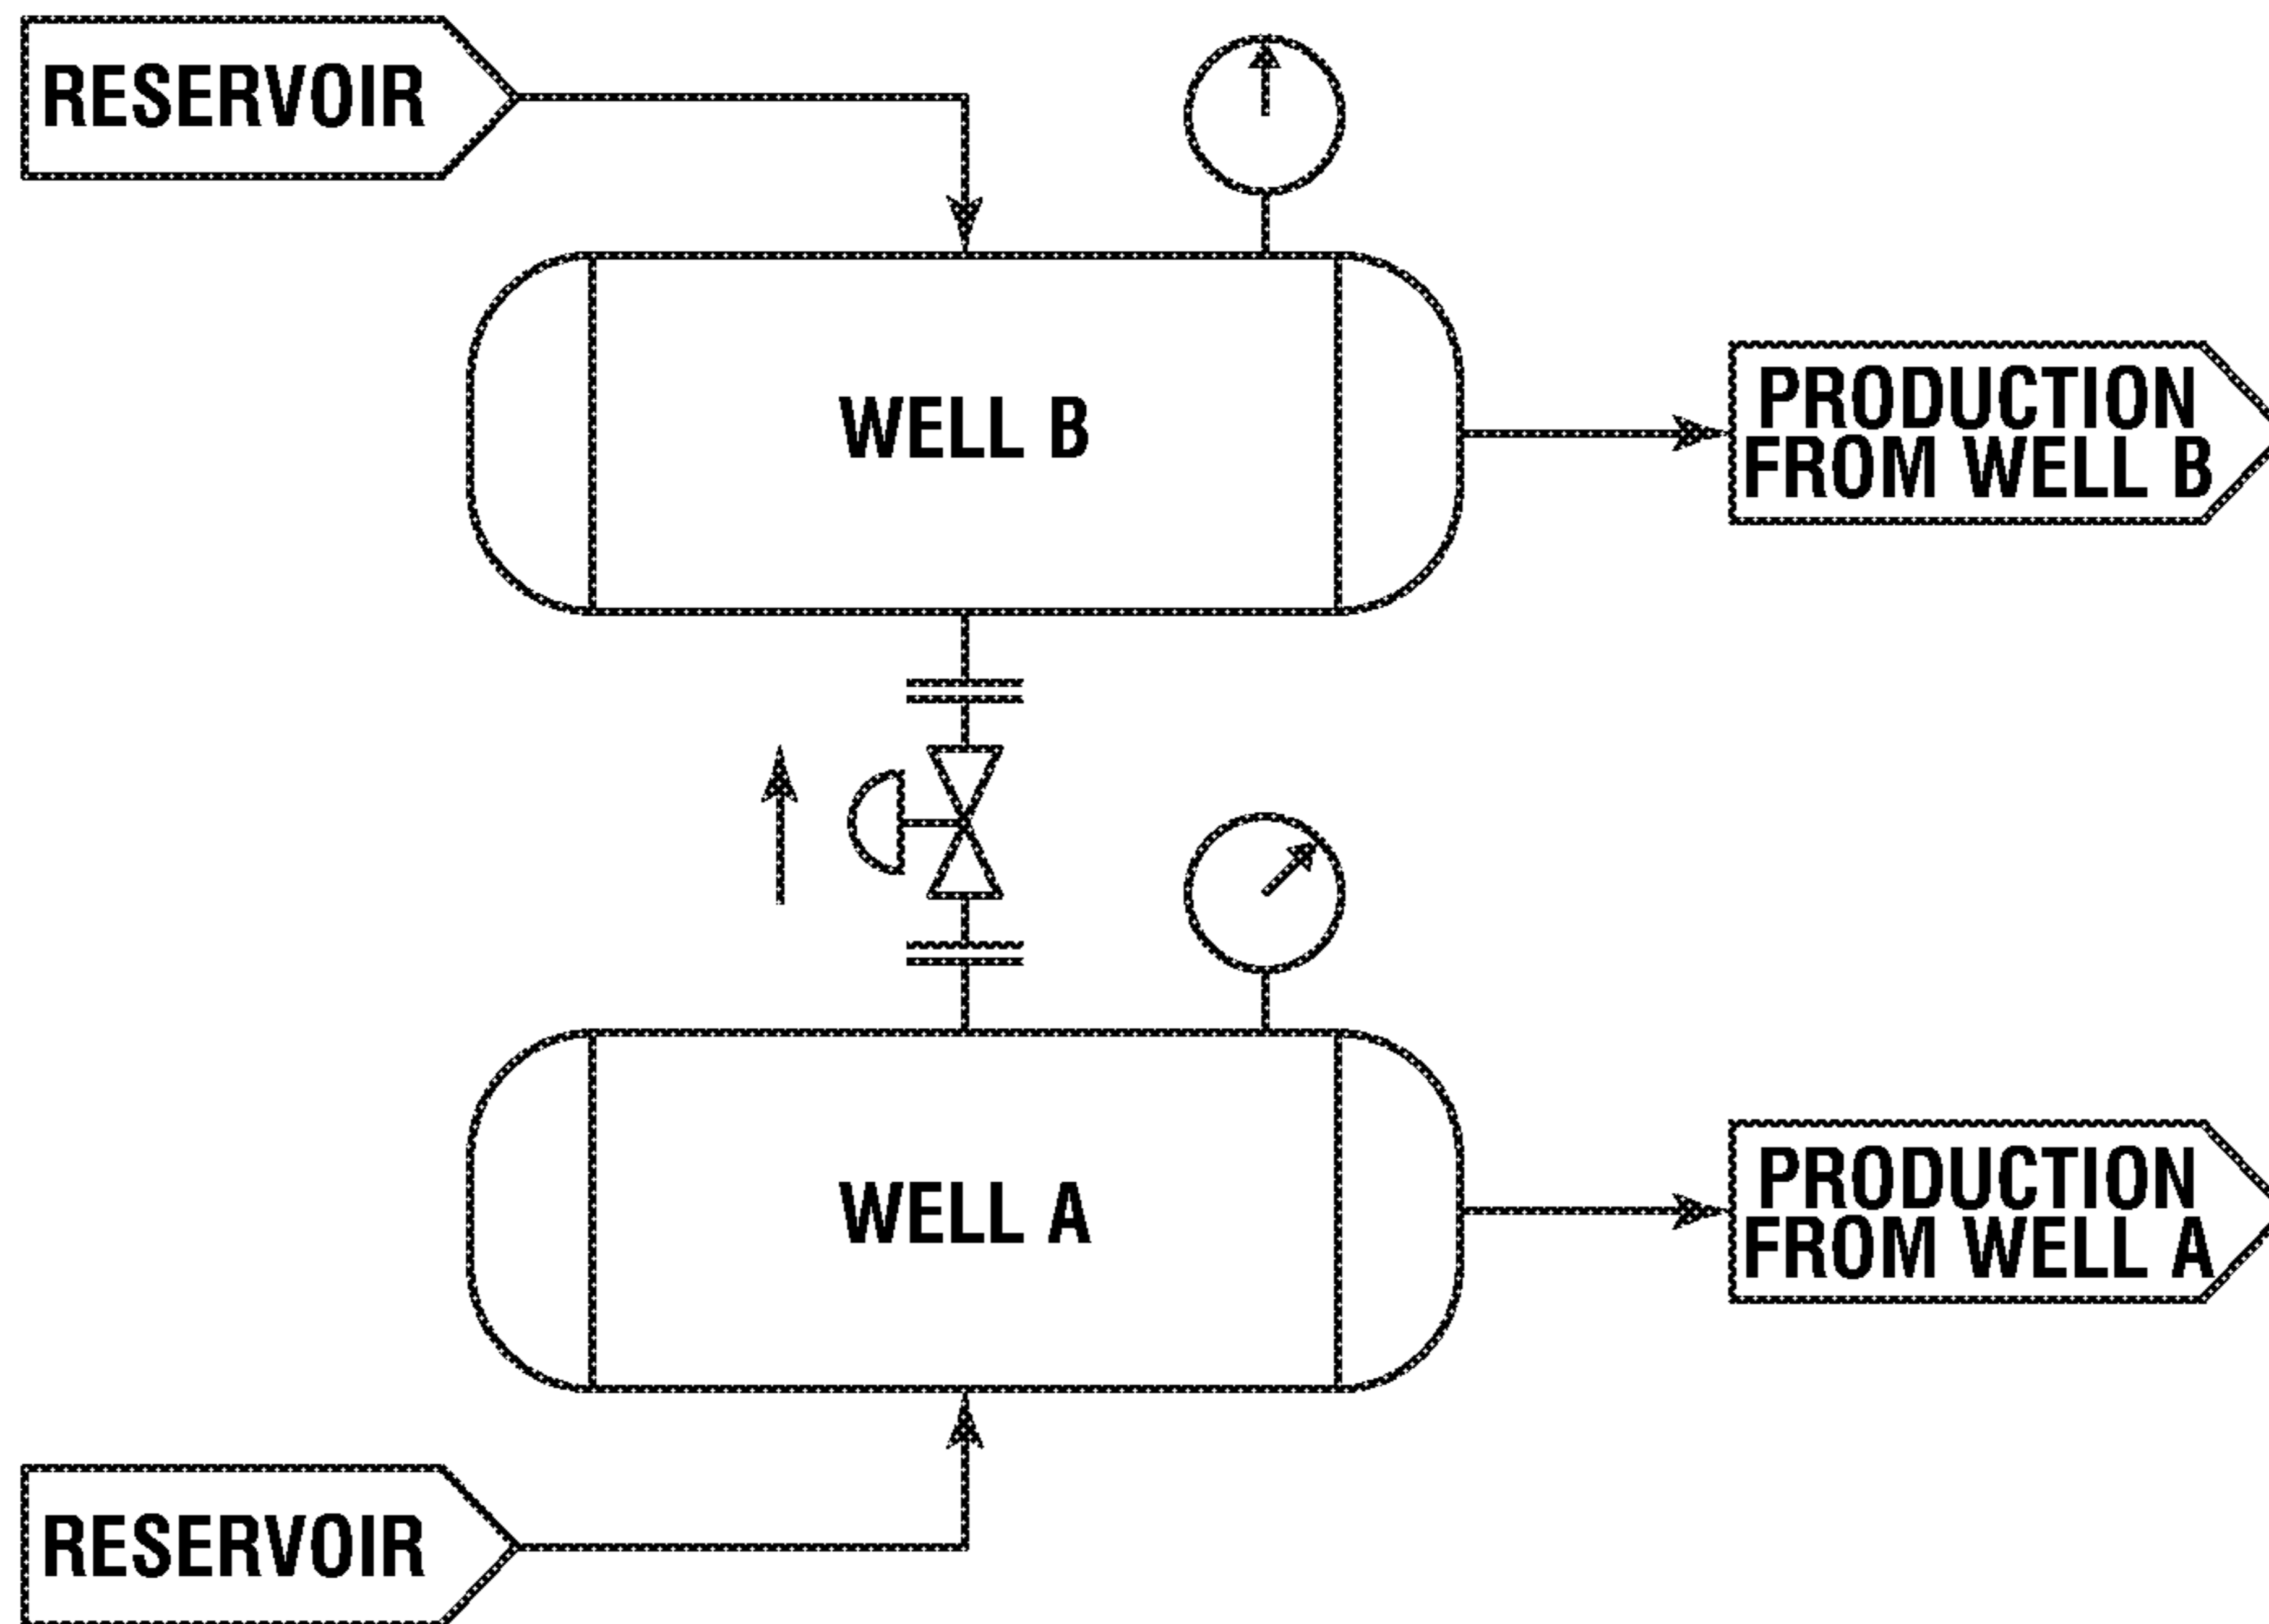 RESERVOIR
WELL B
PRODUCTION
FROM WELL B
WELL A
PRODUCTION
FROM WELL A
RESERVOIR